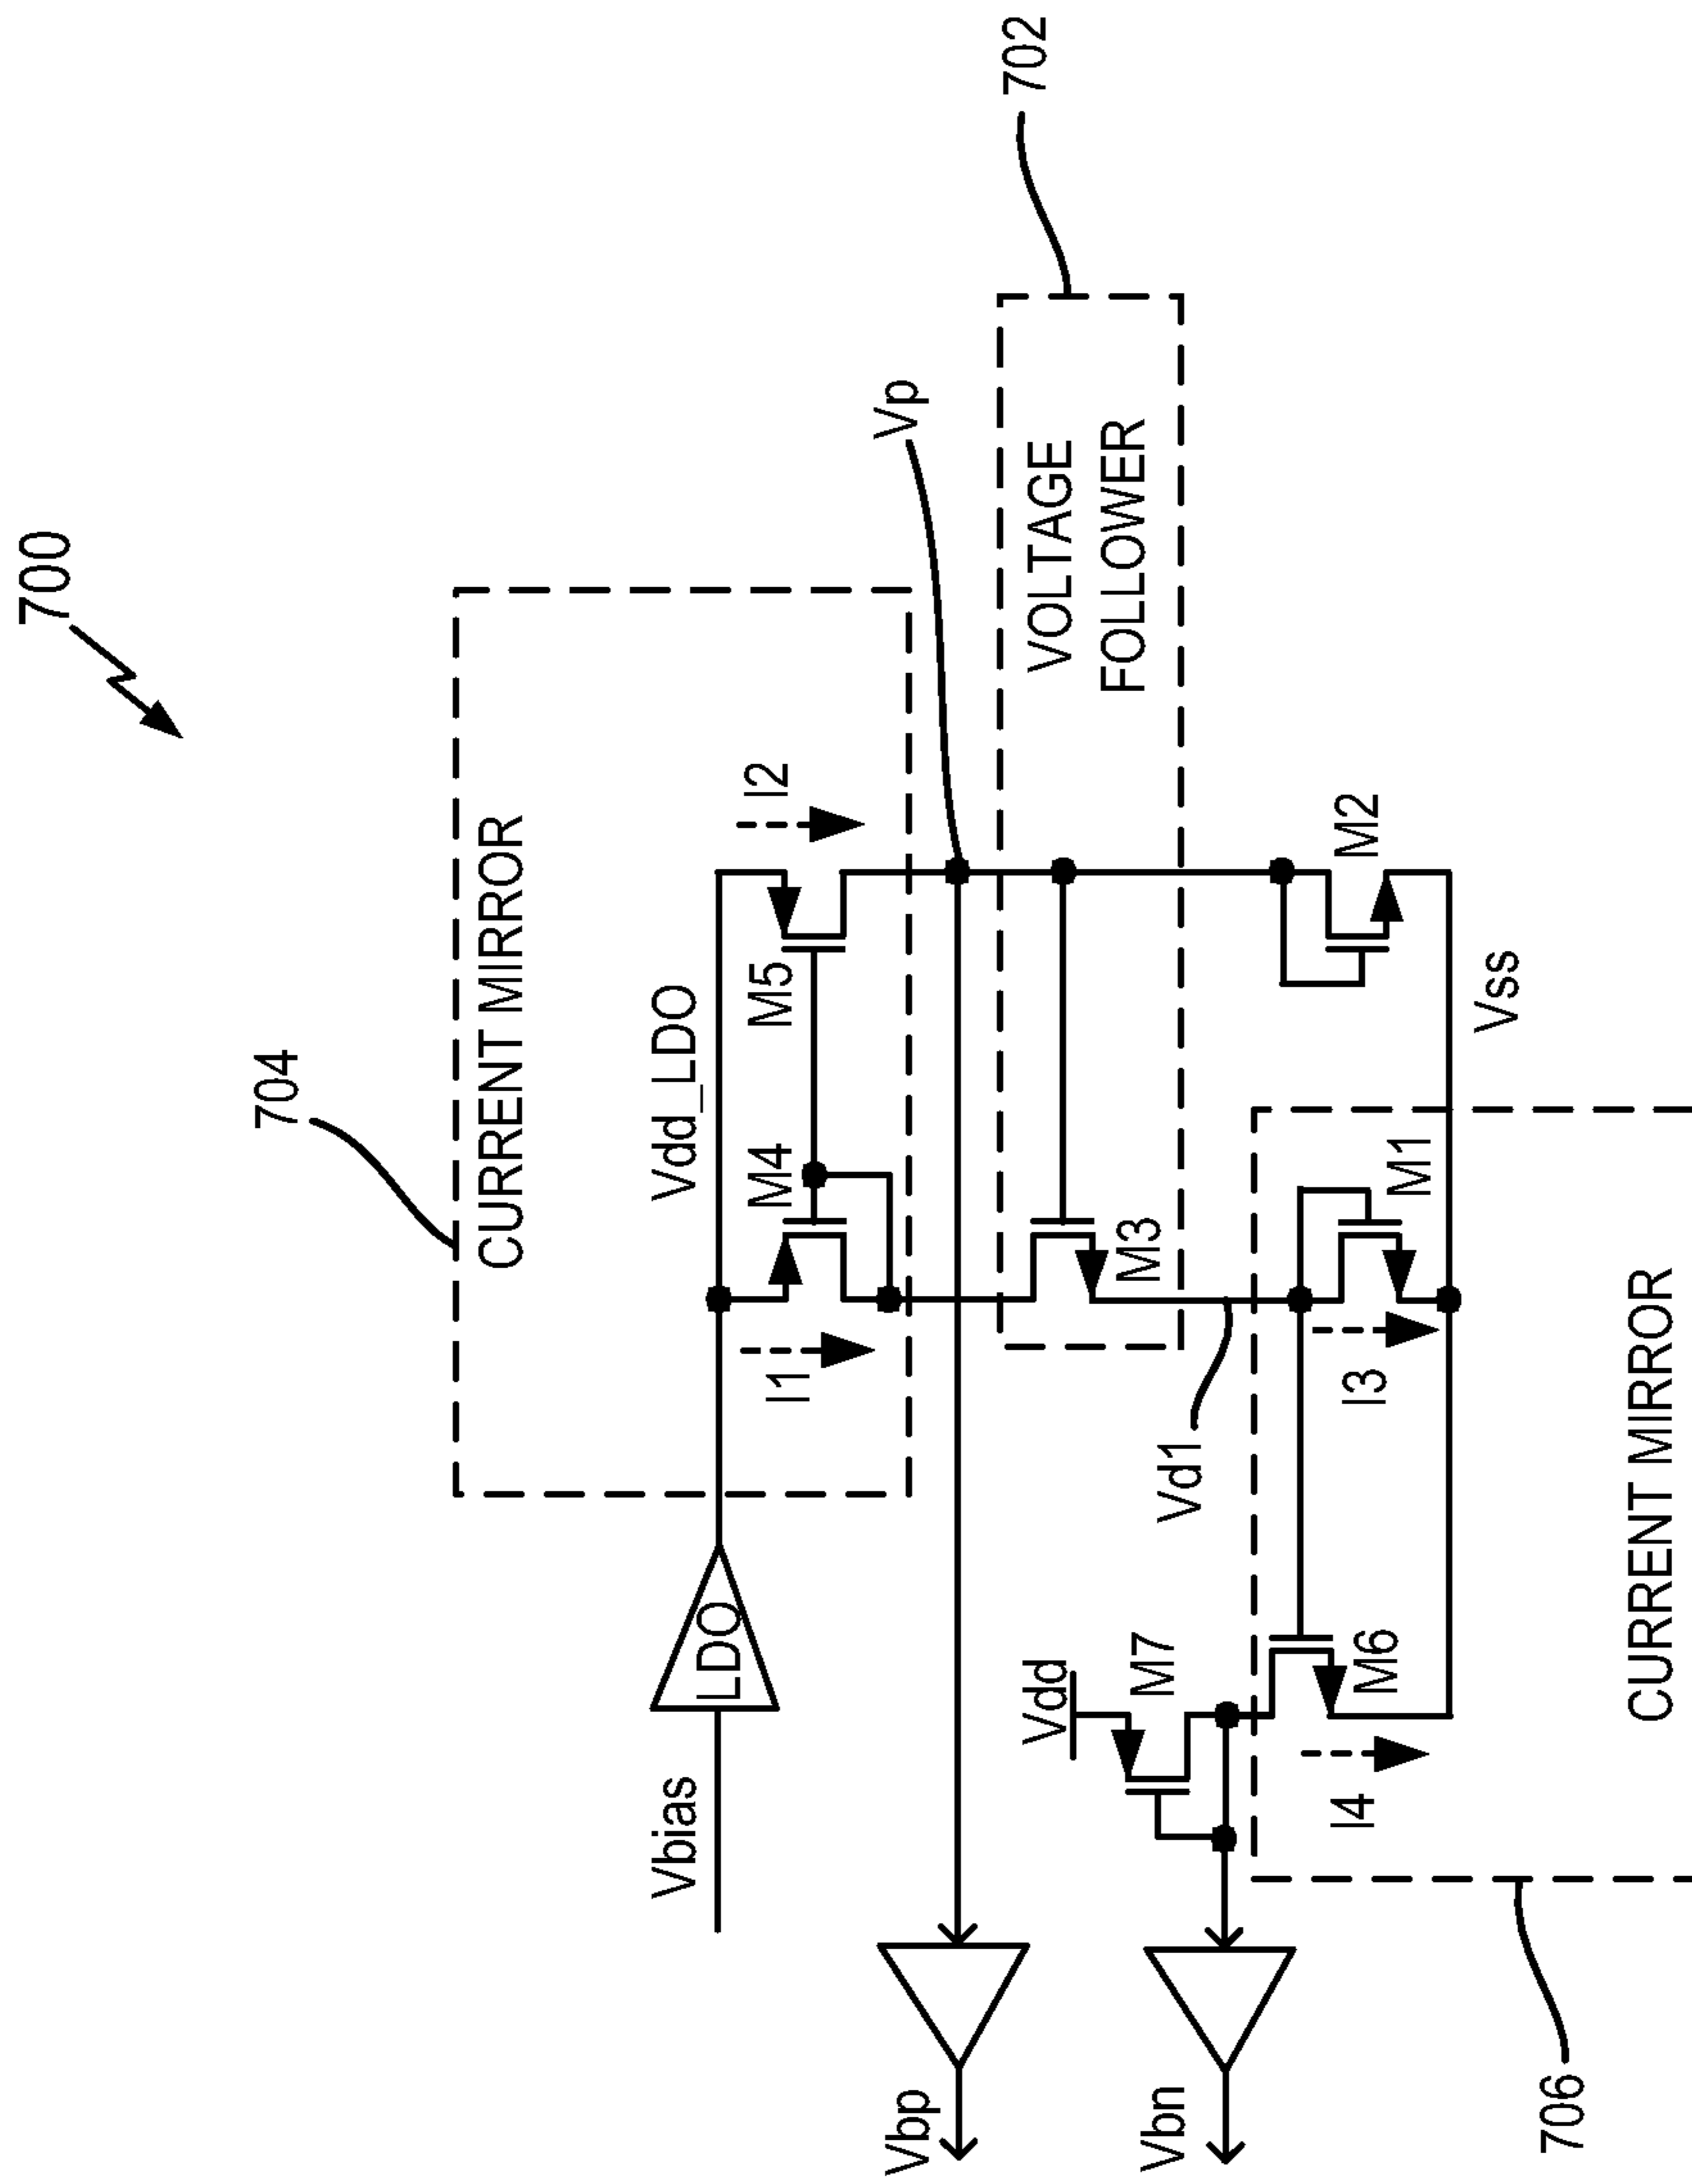 700
704
CURRENT MIRROR
Vbias
LDO
Vdd_LDO
I1
M4
M5
I2
Vp
702
VOLTAGE
FOLLOWER
M3
Vbp
Vdd
M7
Vd1
Vbn
I4
M6
I3
M1
M2
Vss
CURRENT MIRROR
706